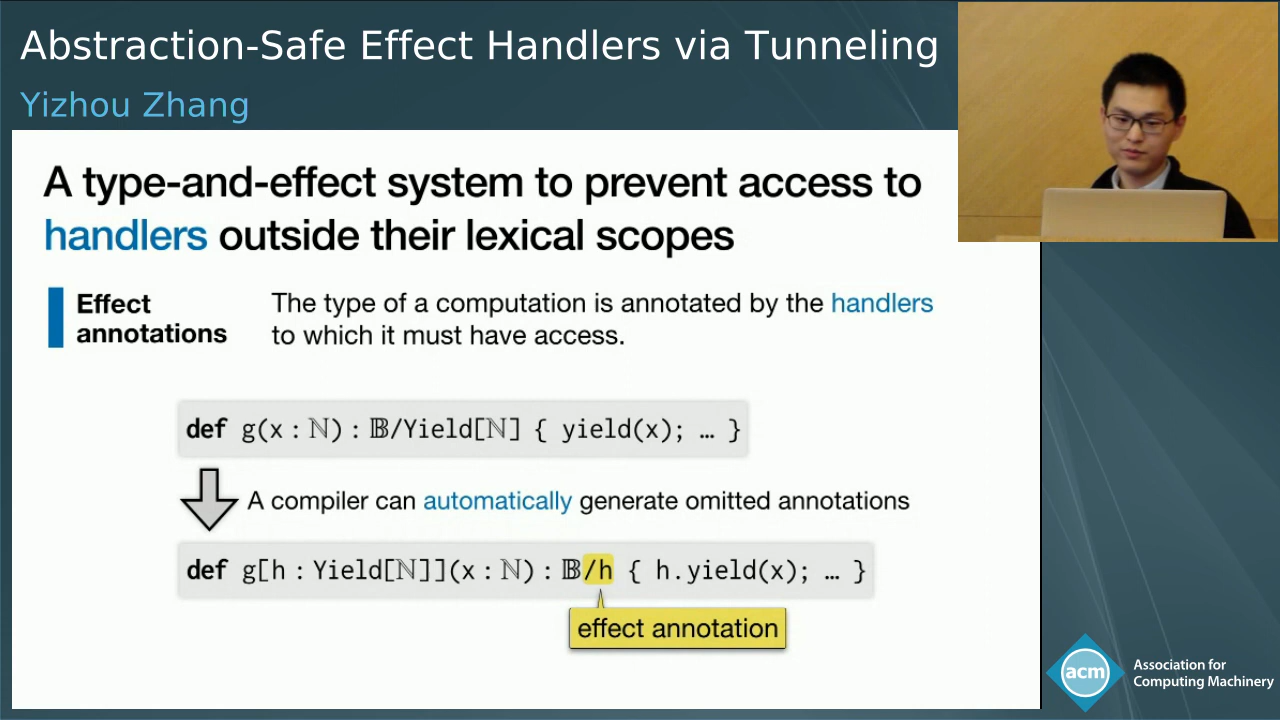 Abstraction-Safe Effect Handlers via Tunneling
Yizhou Zhang
A type-and-effect system to prevent access to
handlers outside their lexical scopes
Effect
annotations
The type of a computation is annotated by the handlers
to which it must have access.
def g(x : ℕ) : 𝔹/Yield[ℕ] { yield(x); … }
A compiler can automatically generate omitted annotations
def g[h : Yield[ℕ]](x : ℕ) : 𝔹/h { h.yield(x); … }
effect annotation
acm
Association for
Computing Machinery